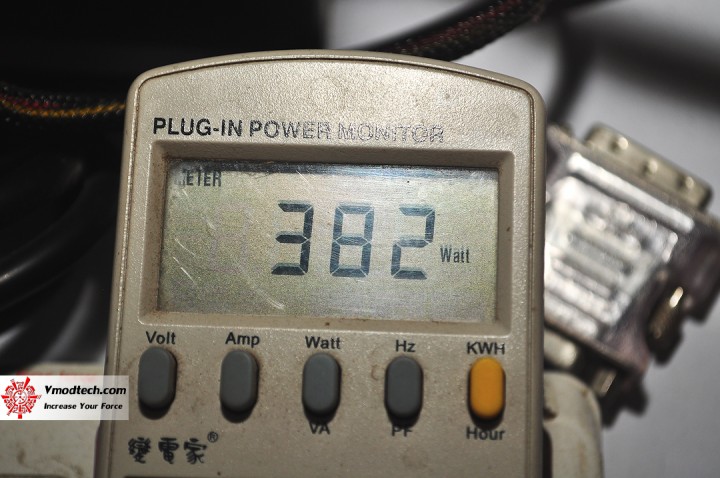 PLUG-IN POWER MONITOR
METER
382 Watt
Volt Amp Watt Hz KWH
VA PF Hour
變電家®
Vmodtech.com
Increase Your Force